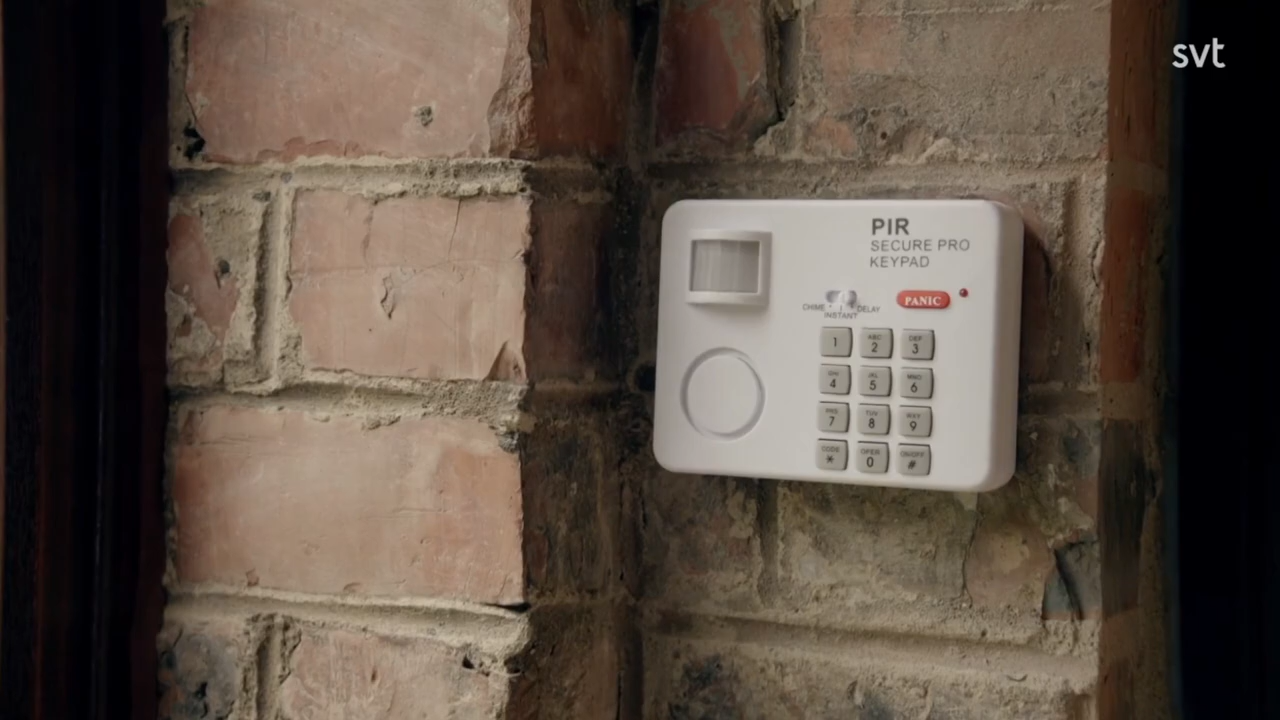 svt
PIR
SECURE PRO
KEYPAD
PANIC
CHIME DELAY
INSTANT
1
ABC
2
DEF
3
GHI
4
JKL
5
MNO
6
PRS
7
TUV
8
WXY
9
CODE
*
OPER
0
ON/OFF
#